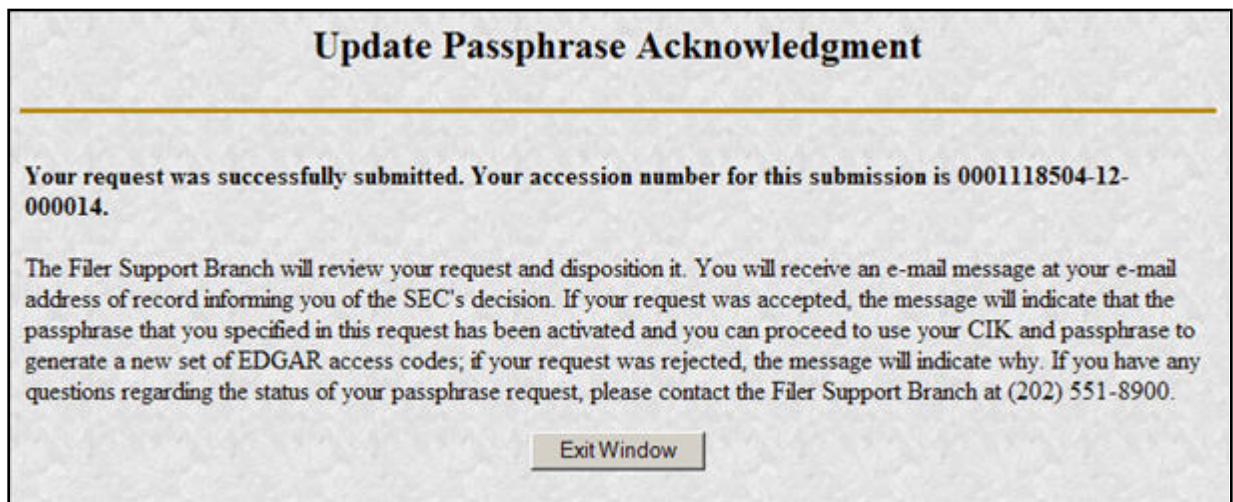 Update Passphrase Acknowledgment
Your request was successfully submitted. Your accession number for this submission is 0001118504-12-
000014.
The Filer Support Branch will review your request and disposition it. You will receive an e-mail message at your e-mail
address of record informing you of the SEC's decision. If your request was accepted, the message will indicate that the
passphrase that you specified in this request has been activated and you can proceed to use your CIK and passphrase to
generate a new set of EDGAR access codes; if your request was rejected, the message will indicate why. If you have any
questions regarding the status of your passphrase request, please contact the Filer Support Branch at (202) 551-8900.
Exit Window